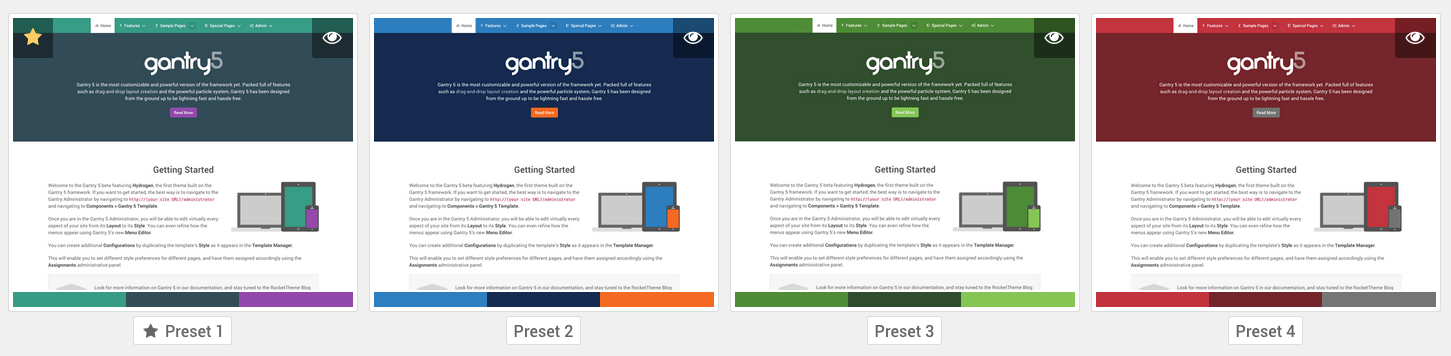 Home Features Sample Pages Special Pages Admin
gantry5
Gantry 5 is the most customizable and powerful version of the framework yet. Packed full of features
such as drag-and-drop layout creation and the powerful particle system, Gantry 5 has been designed
from the ground up to be lightning fast and hassle free.
Read More
Getting Started
Welcome to the Gantry 5 beta featuring Hydrogen, the first theme built on the
Gantry 5 framework. If you want to get started, the best way is to navigate to the
Gantry Administrator by navigating to http://your site URL/administrator
and navigating to Components » Gantry 5 Template.
Once you are in the Gantry 5 Administrator, you will be able to edit virtually every
aspect of your site from its Layout to its Style. You can even refine how the
menus appear using Gantry 5's new Menu Editor.
You can create additional Configurations by duplicating the template's Style as it appears in the Template Manager.
This will enable you to set different style preferences for different pages, and have them assigned accordingly using the
Assignments administrative panel.
Look for more information on Gantry 5 in our documentation, and stay tuned to the RocketTheme Blog
Preset 1
Home Features Sample Pages Special Pages Admin
gantry5
Gantry 5 is the most customizable and powerful version of the framework yet. Packed full of features
such as drag-and-drop layout creation and the powerful particle system, Gantry 5 has been designed
from the ground up to be lightning fast and hassle free.
Read More
Getting Started
Welcome to the Gantry 5 beta featuring Hydrogen, the first theme built on the
Gantry 5 framework. If you want to get started, the best way is to navigate to the
Gantry Administrator by navigating to http://your site URL/administrator
and navigating to Components » Gantry 5 Template.
Once you are in the Gantry 5 Administrator, you will be able to edit virtually every
aspect of your site from its Layout to its Style. You can even refine how the
menus appear using Gantry 5's new Menu Editor.
You can create additional Configurations by duplicating the template's Style as it appears in the Template Manager.
This will enable you to set different style preferences for different pages, and have them assigned accordingly using the
Assignments administrative panel.
Look for more information on Gantry 5 in our documentation, and stay tuned to the RocketTheme Blog
Preset 2
Home Features Sample Pages Special Pages Admin
gantry5
Gantry 5 is the most customizable and powerful version of the framework yet. Packed full of features
such as drag-and-drop layout creation and the powerful particle system, Gantry 5 has been designed
from the ground up to be lightning fast and hassle free.
Read More
Getting Started
Welcome to the Gantry 5 beta featuring Hydrogen, the first theme built on the
Gantry 5 framework. If you want to get started, the best way is to navigate to the
Gantry Administrator by navigating to http://your site URL/administrator
and navigating to Components » Gantry 5 Template.
Once you are in the Gantry 5 Administrator, you will be able to edit virtually every
aspect of your site from its Layout to its Style. You can even refine how the
menus appear using Gantry 5's new Menu Editor.
You can create additional Configurations by duplicating the template's Style as it appears in the Template Manager.
This will enable you to set different style preferences for different pages, and have them assigned accordingly using the
Assignments administrative panel.
Look for more information on Gantry 5 in our documentation, and stay tuned to the RocketTheme Blog
Preset 3
Home Features Sample Pages Special Pages Admin
gantry5
Gantry 5 is the most customizable and powerful version of the framework yet. Packed full of features
such as drag-and-drop layout creation and the powerful particle system, Gantry 5 has been designed
from the ground up to be lightning fast and hassle free.
Read More
Getting Started
Welcome to the Gantry 5 beta featuring Hydrogen, the first theme built on the
Gantry 5 framework. If you want to get started, the best way is to navigate to the
Gantry Administrator by navigating to http://your site URL/administrator
and navigating to Components » Gantry 5 Template.
Once you are in the Gantry 5 Administrator, you will be able to edit virtually every
aspect of your site from its Layout to its Style. You can even refine how the
menus appear using Gantry 5's new Menu Editor.
You can create additional Configurations by duplicating the template's Style as it appears in the Template Manager.
This will enable you to set different style preferences for different pages, and have them assigned accordingly using the
Assignments administrative panel.
Look for more information on Gantry 5 in our documentation, and stay tuned to the RocketTheme Blog
Preset 4